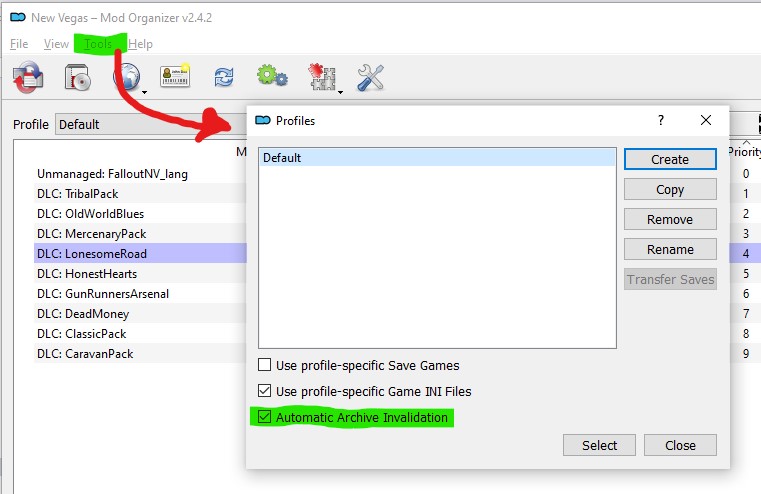 New Vegas – Mod Organizer v2.4.2
File View Tools Help
Profile Default
Priority
Unmanaged: FalloutNV_lang 0
DLC: TribalPack 1
DLC: OldWorldBlues 2
DLC: MercenaryPack 3
DLC: LonesomeRoad 4
DLC: HonestHearts 5
DLC: GunRunnersArsenal 6
DLC: DeadMoney 7
DLC: ClassicPack 8
DLC: CaravanPack 9
Profiles
?
Default
Create
Copy
Remove
Rename
Transfer Saves
Use profile-specific Save Games
Use profile-specific Game INI Files
Automatic Archive Invalidation
Select Close